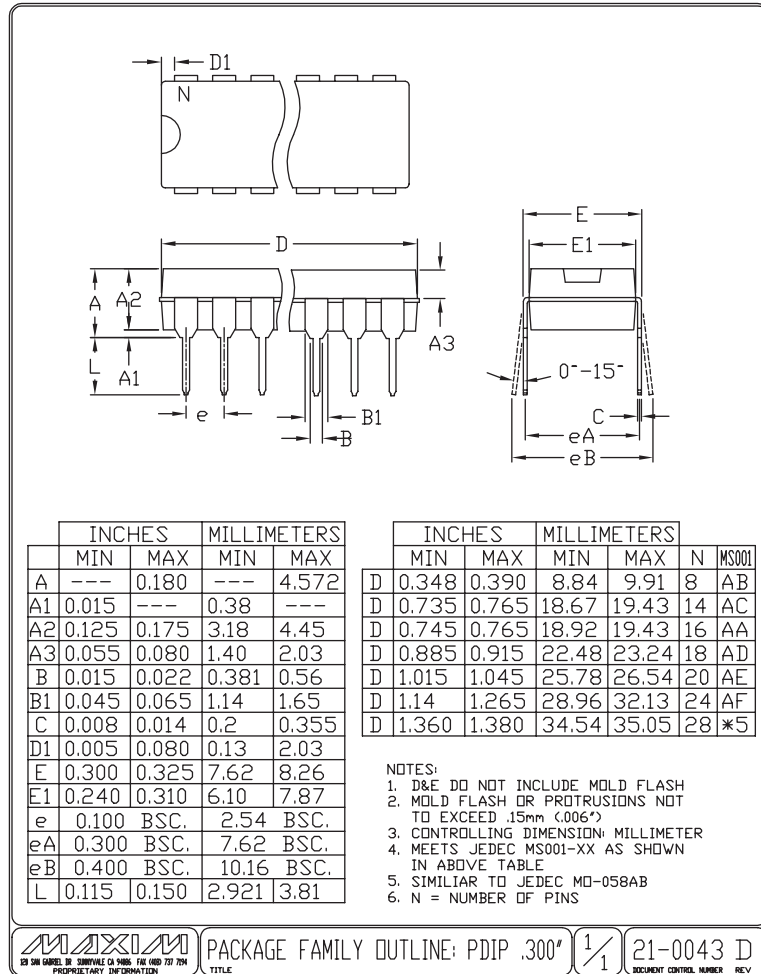 D1
N
D
E
E1
A
A2
A3
L
A1
0°-15°
e
B1
B
C
eA
eB
INCHES MILLIMETERS
MIN MAX MIN MAX
A --- 0.180 --- 4.572
A1 0.015 --- 0.38 ---
A2 0.125 0.175 3.18 4.45
A3 0.055 0.080 1.40 2.03
B 0.015 0.022 0.381 0.56
B1 0.045 0.065 1.14 1.65
C 0.008 0.014 0.2 0.355
D1 0.005 0.080 0.13 2.03
E 0.300 0.325 7.62 8.26
E1 0.240 0.310 6.10 7.87
e 0.100 BSC. 2.54 BSC.
eA 0.300 BSC. 7.62 BSC.
eB 0.400 BSC. 10.16 BSC.
L 0.115 0.150 2.921 3.81
INCHES MILLIMETERS
MIN MAX MIN MAX N MS001
D 0.348 0.390 8.84 9.91 8 AB
D 0.735 0.765 18.67 19.43 14 AC
D 0.745 0.765 18.92 19.43 16 AA
D 0.885 0.915 22.48 23.24 18 AD
D 1.015 1.045 25.78 26.54 20 AE
D 1.14 1.265 28.96 32.13 24 AF
D 1.360 1.380 34.54 35.05 28 *5
NOTES:
1. D&E DO NOT INCLUDE MOLD FLASH
2. MOLD FLASH OR PROTRUSIONS NOT
TO EXCEED .15mm (.006")
3. CONTROLLING DIMENSION: MILLIMETER
4. MEETS JEDEC MS001-XX AS SHOWN
IN ABOVE TABLE
5. SIMILIAR TO JEDEC MO-058AB
6. N = NUMBER OF PINS
MAXIM
120 SAN GABRIEL DR SUNNYVALE CA 94086 FAX (408) 737 7194
PROPRIETARY INFORMATION
PACKAGE FAMILY OUTLINE: PDIP .300"
TITLE
1/1
21-0043 D
DOCUMENT CONTROL NUMBER REV